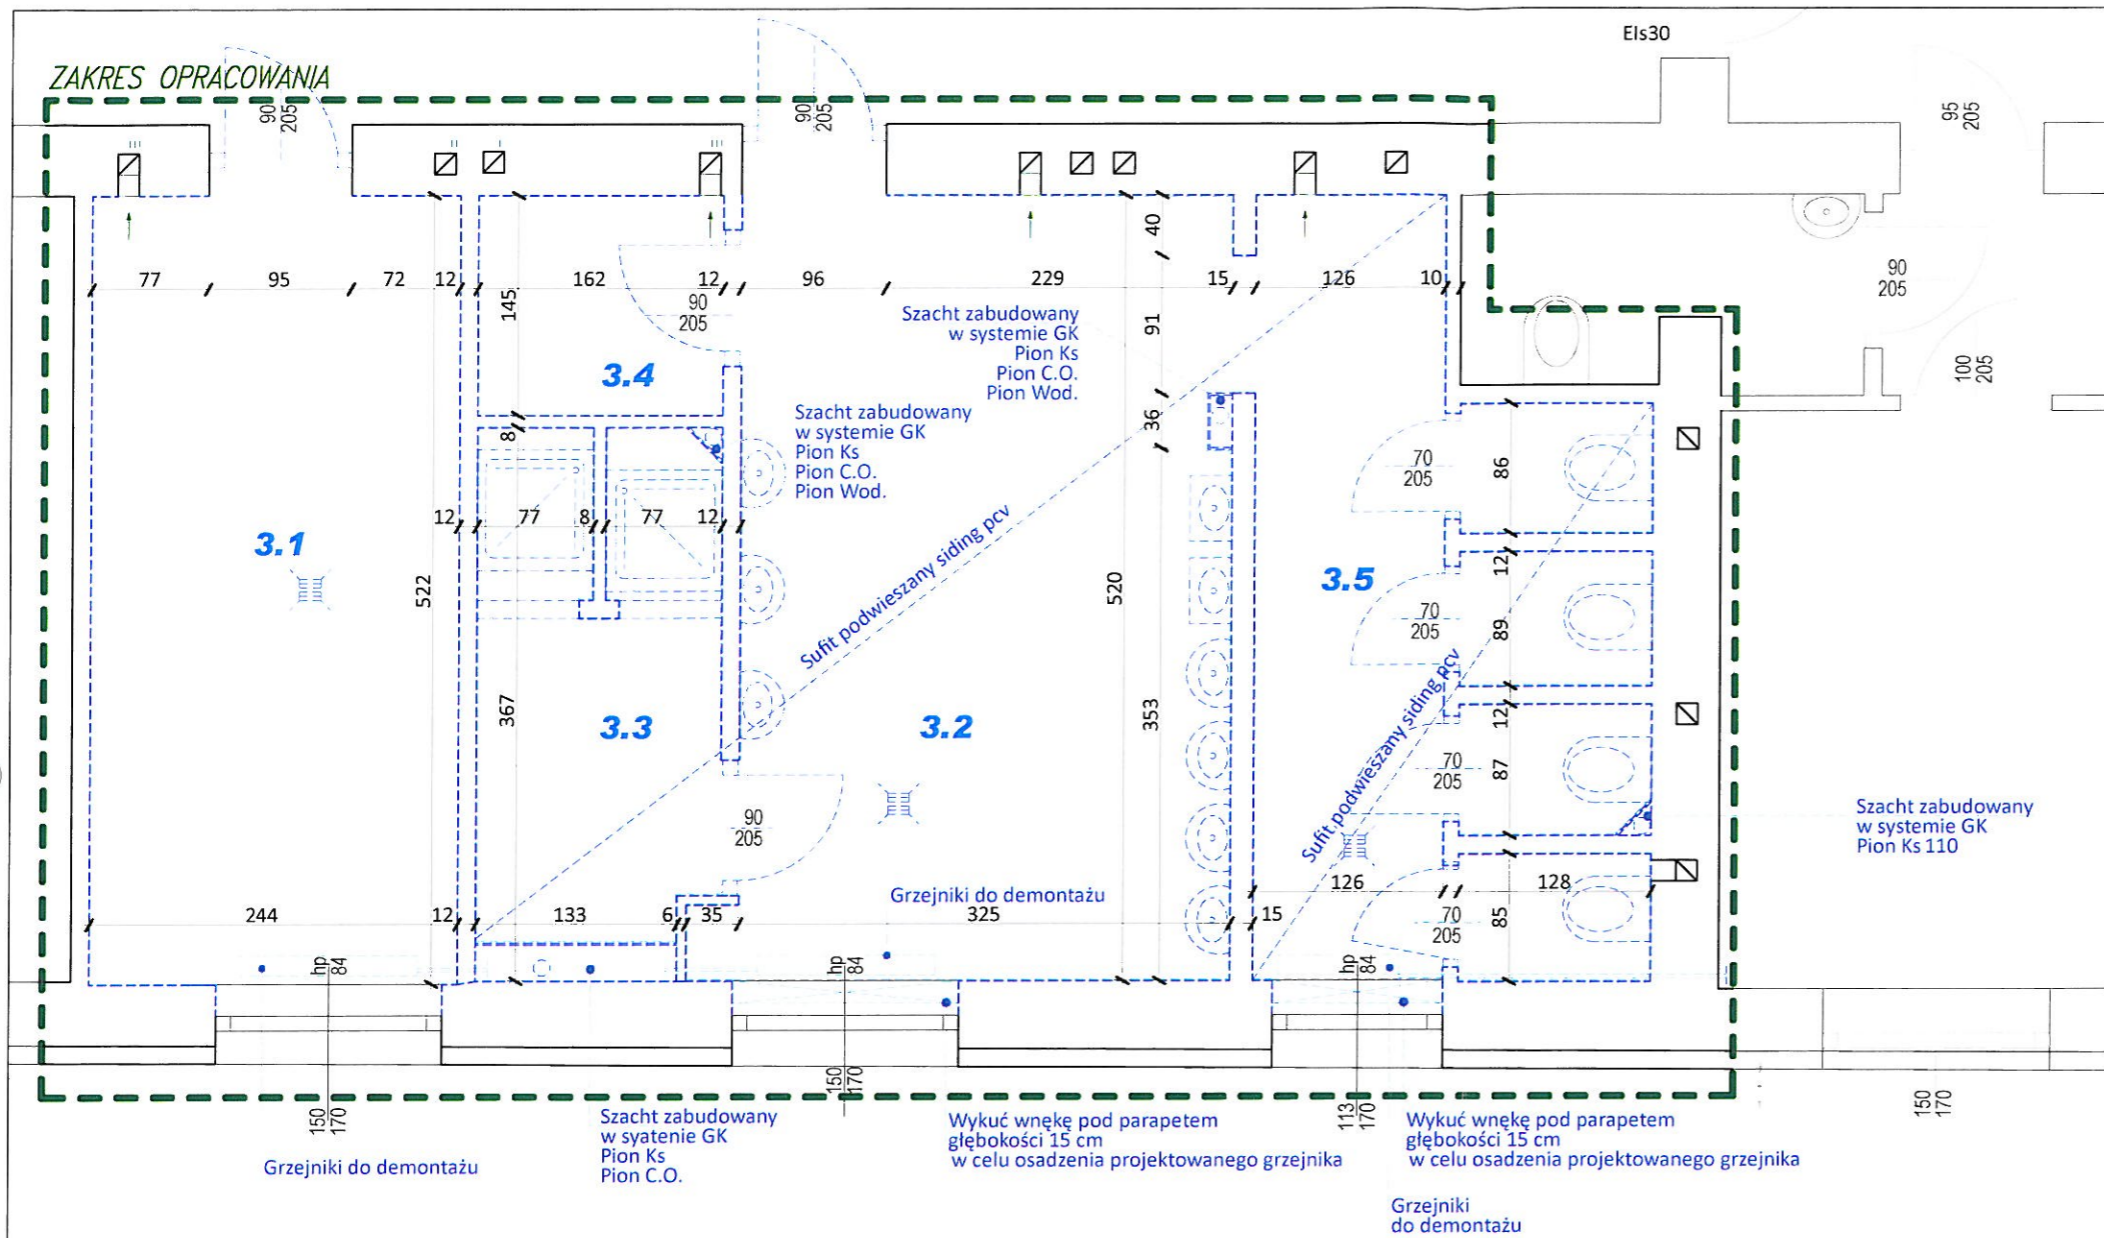 EIs30
ZAKRES OPRACOWANIA
90
205
90
205
95
205
77
95
72
12
162
12
96
229
15
126
10
40
90
205
145
90
205
91
Szacht zabudowany
w systemie GK
Pion Ks
Pion C.O.
Pion Wod.
100
205
3.4
36
Szacht zabudowany
w systemie GK
Pion Ks
Pion C.O.
Pion Wod.
8
70
205
86
12
77
8
77
12
3.1
Sufit podwieszany siding pcv
522
520
3.5
12
70
205
89
367
3.3
3.2
353
Sufit podwieszany siding pcv
12
70
205
87
90
205
Szacht zabudowany
w systemie GK
Pion Ks 110
Grzejniki do demontażu
126
128
244
12
133
6
35
325
15
70
205
85
hp
84
hp
84
hp
84
150
170
150
170
113
170
150
170
Szacht zabudowany
w syatenie GK
Pion Ks
Pion C.O.
Wykuć wnękę pod parapetem
głębokości 15 cm
w celu osadzenia projektowanego grzejnika
Wykuć wnękę pod parapetem
głębokości 15 cm
w celu osadzenia projektowanego grzejnika
Grzejniki do demontażu
Grzejniki
do demontażu